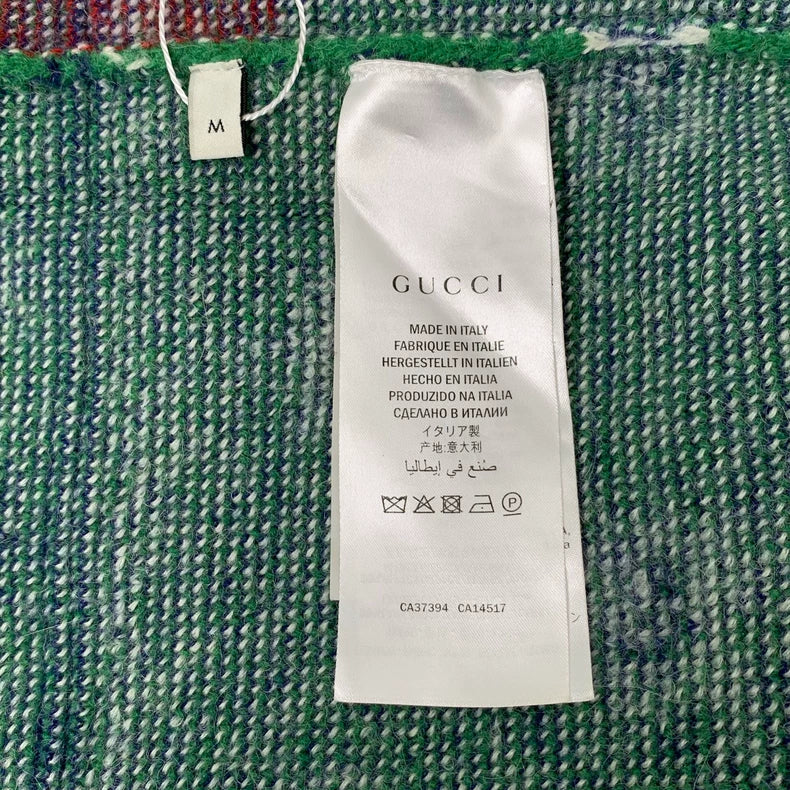 M
GUCCI
MADE IN ITALY
FABRIQUE EN ITALIE
HERGESTELLT IN ITALIEN
HECHO EN ITALIA
PRODUZIDO NA ITALIA
СДЕЛАНО В ИТАЛИИ
イタリア製
产地:意大利
صُنع في إيطاليا
CA37394 CA14517